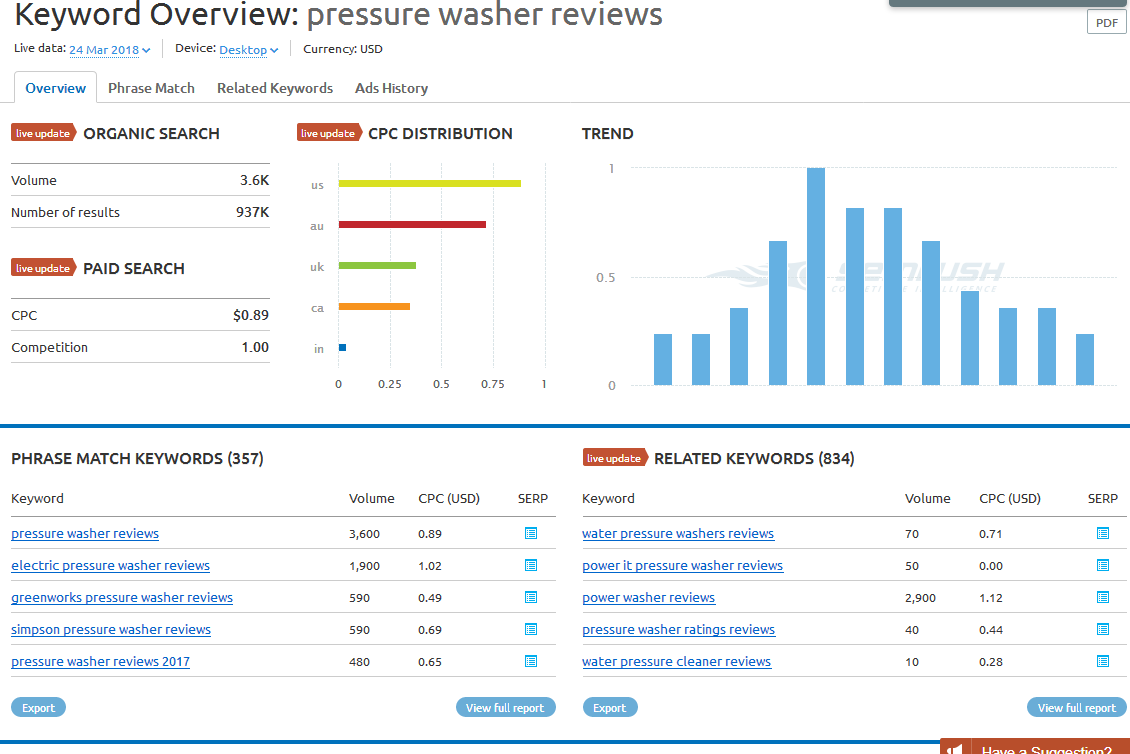 Keyword Overview: pressure washer reviews
PDF
Live data: 24 Mar 2018 Device: Desktop Currency: USD
Overview Phrase Match Related Keywords Ads History
live update ORGANIC SEARCH
Volume 3.6K
Number of results 937K
live update PAID SEARCH
CPC $0.89
Competition 1.00
live update CPC DISTRIBUTION
us
au
uk
ca
in
0 0.25 0.5 0.75 1
TREND
1
0.5
0
PHRASE MATCH KEYWORDS (357)
Keyword Volume CPC (USD) SERP
pressure washer reviews 3,600 0.89
electric pressure washer reviews 1,900 1.02
greenworks pressure washer reviews 590 0.49
simpson pressure washer reviews 590 0.69
pressure washer reviews 2017 480 0.65
Export View full report
live update RELATED KEYWORDS (834)
Keyword Volume CPC (USD) SERP
water pressure washers reviews 70 0.71
power it pressure washer reviews 50 0.00
power washer reviews 2,900 1.12
pressure washer ratings reviews 40 0.44
water pressure cleaner reviews 10 0.28
Export View full report
Have a Suggestion?